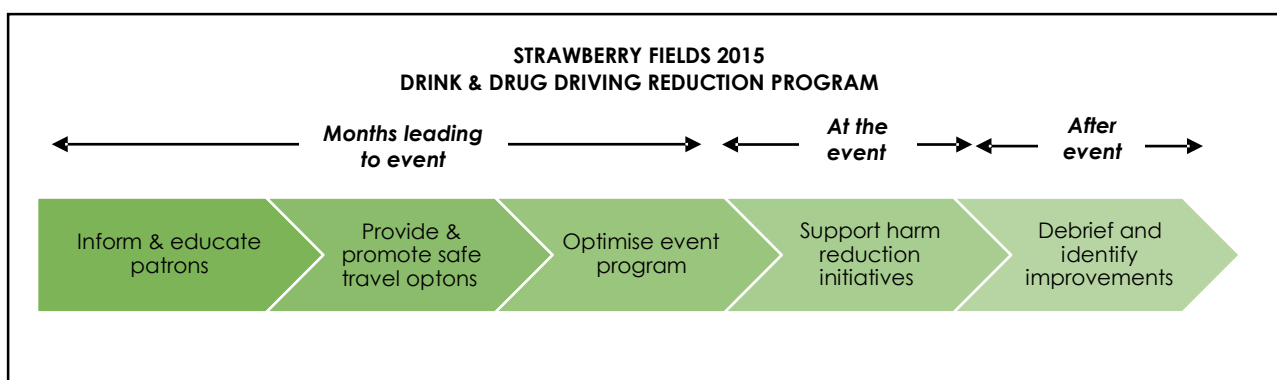 STRAWBERRY FIELDS 2015
DRINK & DRUG DRIVING REDUCTION PROGRAM
Months leading
to event
At the
event
After
event
Inform & educate
patrons
Provide &
promote safe
travel optons
Optimise event
program
Support harm
reduction
initiatives
Debrief and
identify
improvements